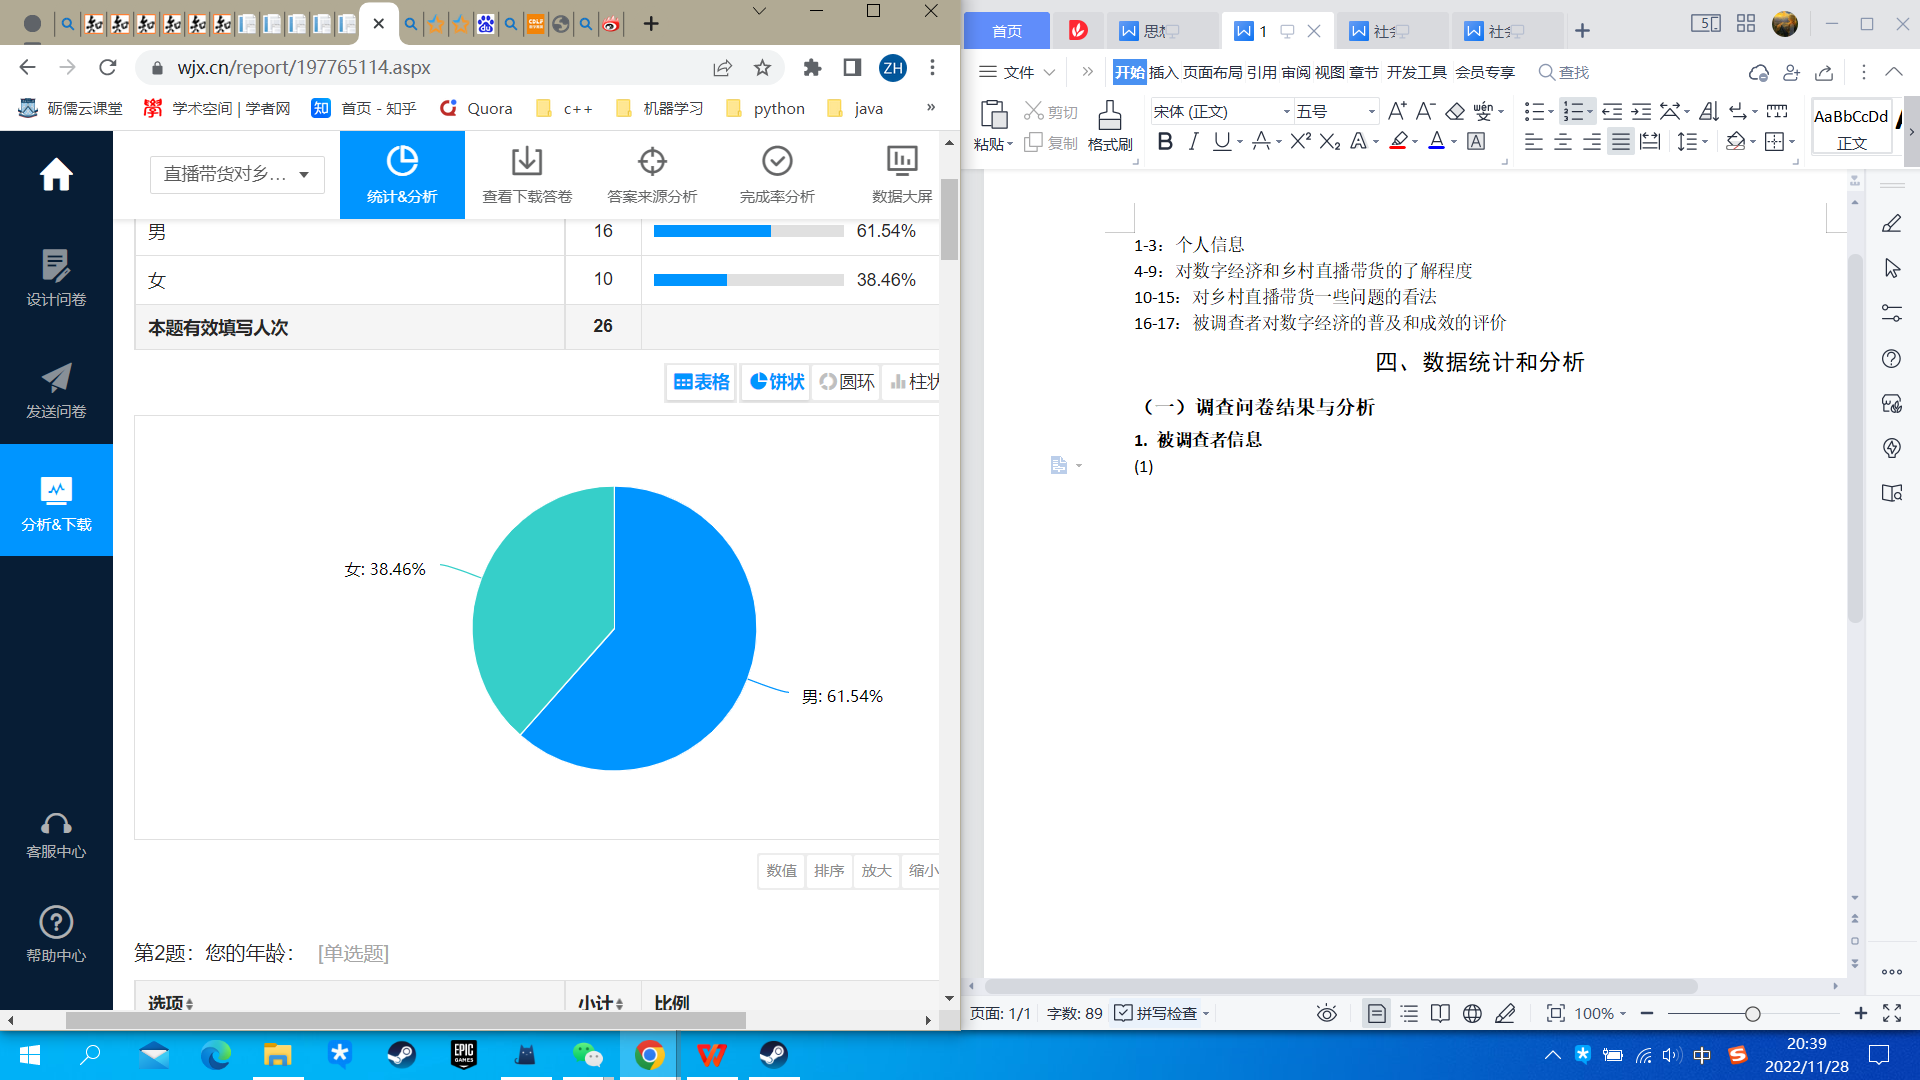 wjx.cn/report/197765114.aspx
ZH
砺儒云课堂
学术空间 | 学者网
知 首页 - 知乎
Quora
c++
机器学习
python
java
»
直播带货对乡...
统计&分析
查看下载答卷
答案来源分析
完成率分析
数据大屏
设计问卷
发送问卷
分析&下载
客服中心
帮助中心
男 16 61.54%
女 10 38.46%
本题有效填写人次 26
表格 饼状 圆环 柱状
女: 38.46%
男: 61.54%
数值 排序 放大 缩小
第2题: 您的年龄: [单选题]
选项 小计 比例
首页 思想 1 社会 社会
文件 » 开始 插入 页面布局 引用 审阅 视图 章节 开发工具 会员专享 查找
粘贴 剪切 复制 格式刷
宋体 (正文) 五号
AaBbCcDd
正文
1-3：个人信息
4-9：对数字经济和乡村直播带货的了解程度
10-15：对乡村直播带货一些问题的看法
16-17：被调查者对数字经济的普及和成效的评价
四、数据统计和分析
（一）调查问卷结果与分析
1. 被调查者信息
(1)
页面: 1/1 字数: 89 拼写检查 100%
EPIC GAMES
中
20:39
2022/11/28